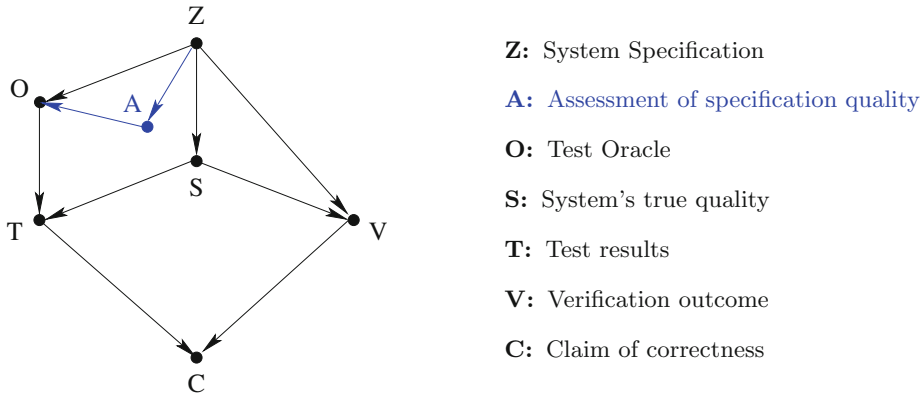 Z
O
A
S
T
V
C
Z: System Specification
A: Assessment of specification quality
O: Test Oracle
S: System's true quality
T: Test results
V: Verification outcome
C: Claim of correctness